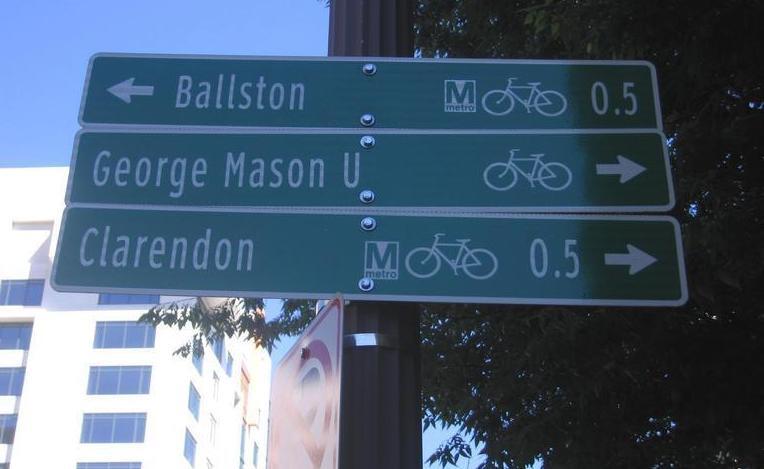 Ballston M metro 0.5
George Mason U
Clarendon M metro 0.5